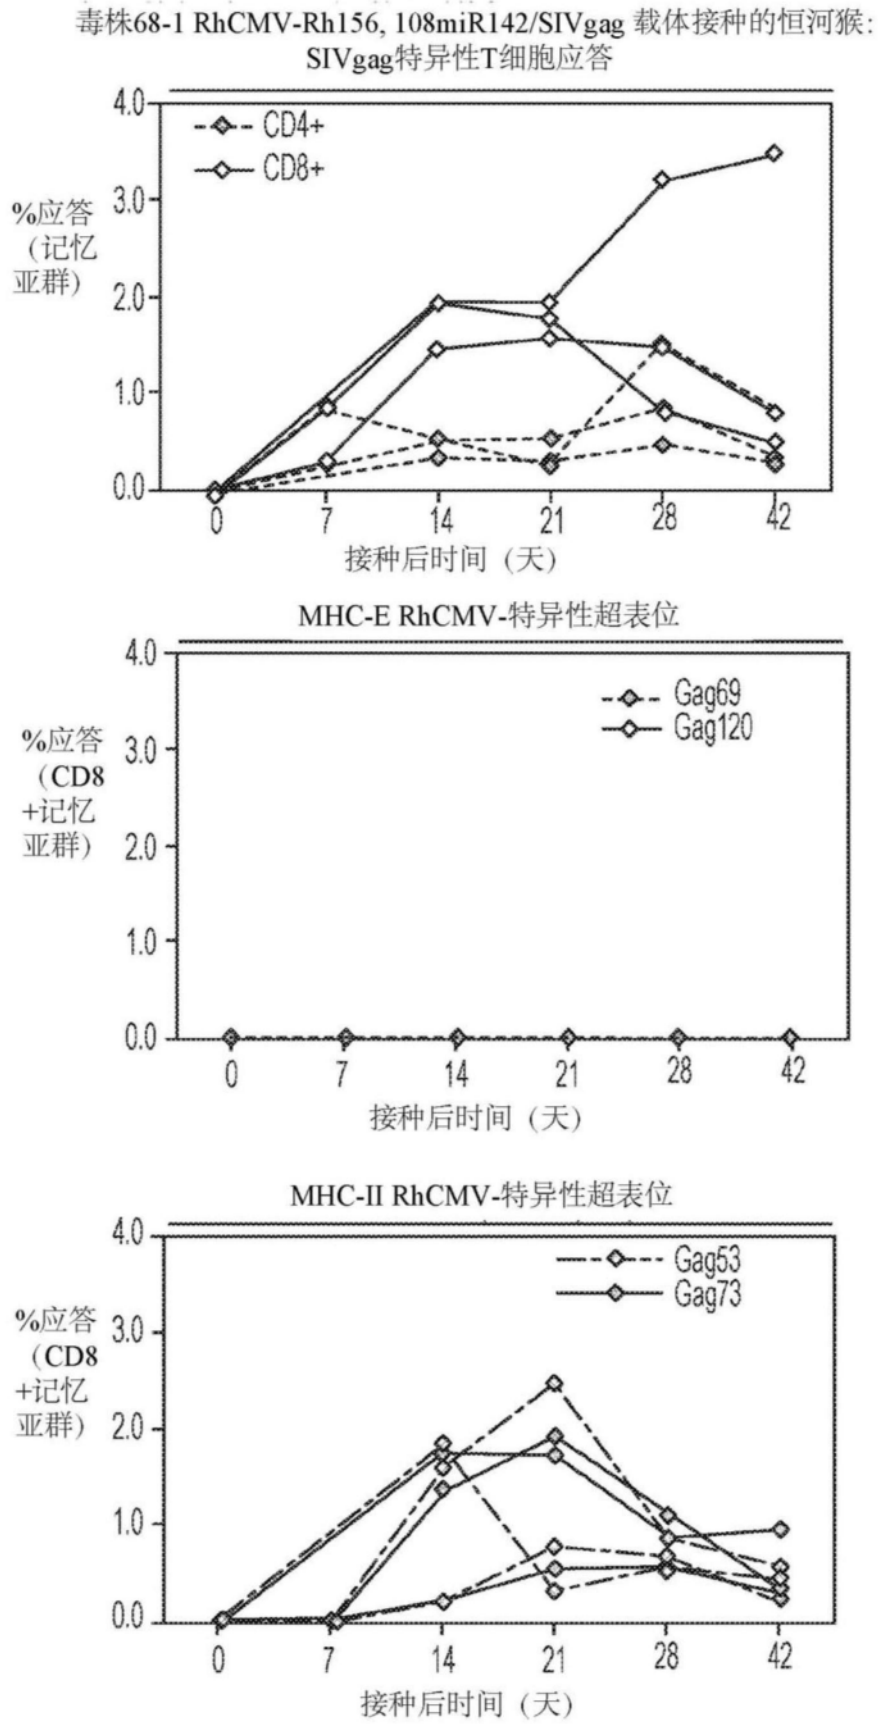 毒株68-1 RhCMV-Rh156, 108miR142/SIVgag 载体接种的恒河猴:
SIVgag特异性T细胞应答
4.0
3.0
2.0
1.0
0.0
CD4+
CD8+
%应答
(记忆
亚群)
0 7 14 21 28 42
接种后时间 (天)
MHC-E RhCMV-特异性超表位
4.0
3.0
2.0
1.0
0.0
Gag69
Gag120
%应答
(CD8
+记忆
亚群)
0 7 14 21 28 42
接种后时间 (天)
MHC-II RhCMV-特异性超表位
4.0
3.0
2.0
1.0
0.0
Gag53
Gag73
%应答
(CD8
+记忆
亚群)
0 7 14 21 28 42
接种后时间 (天)